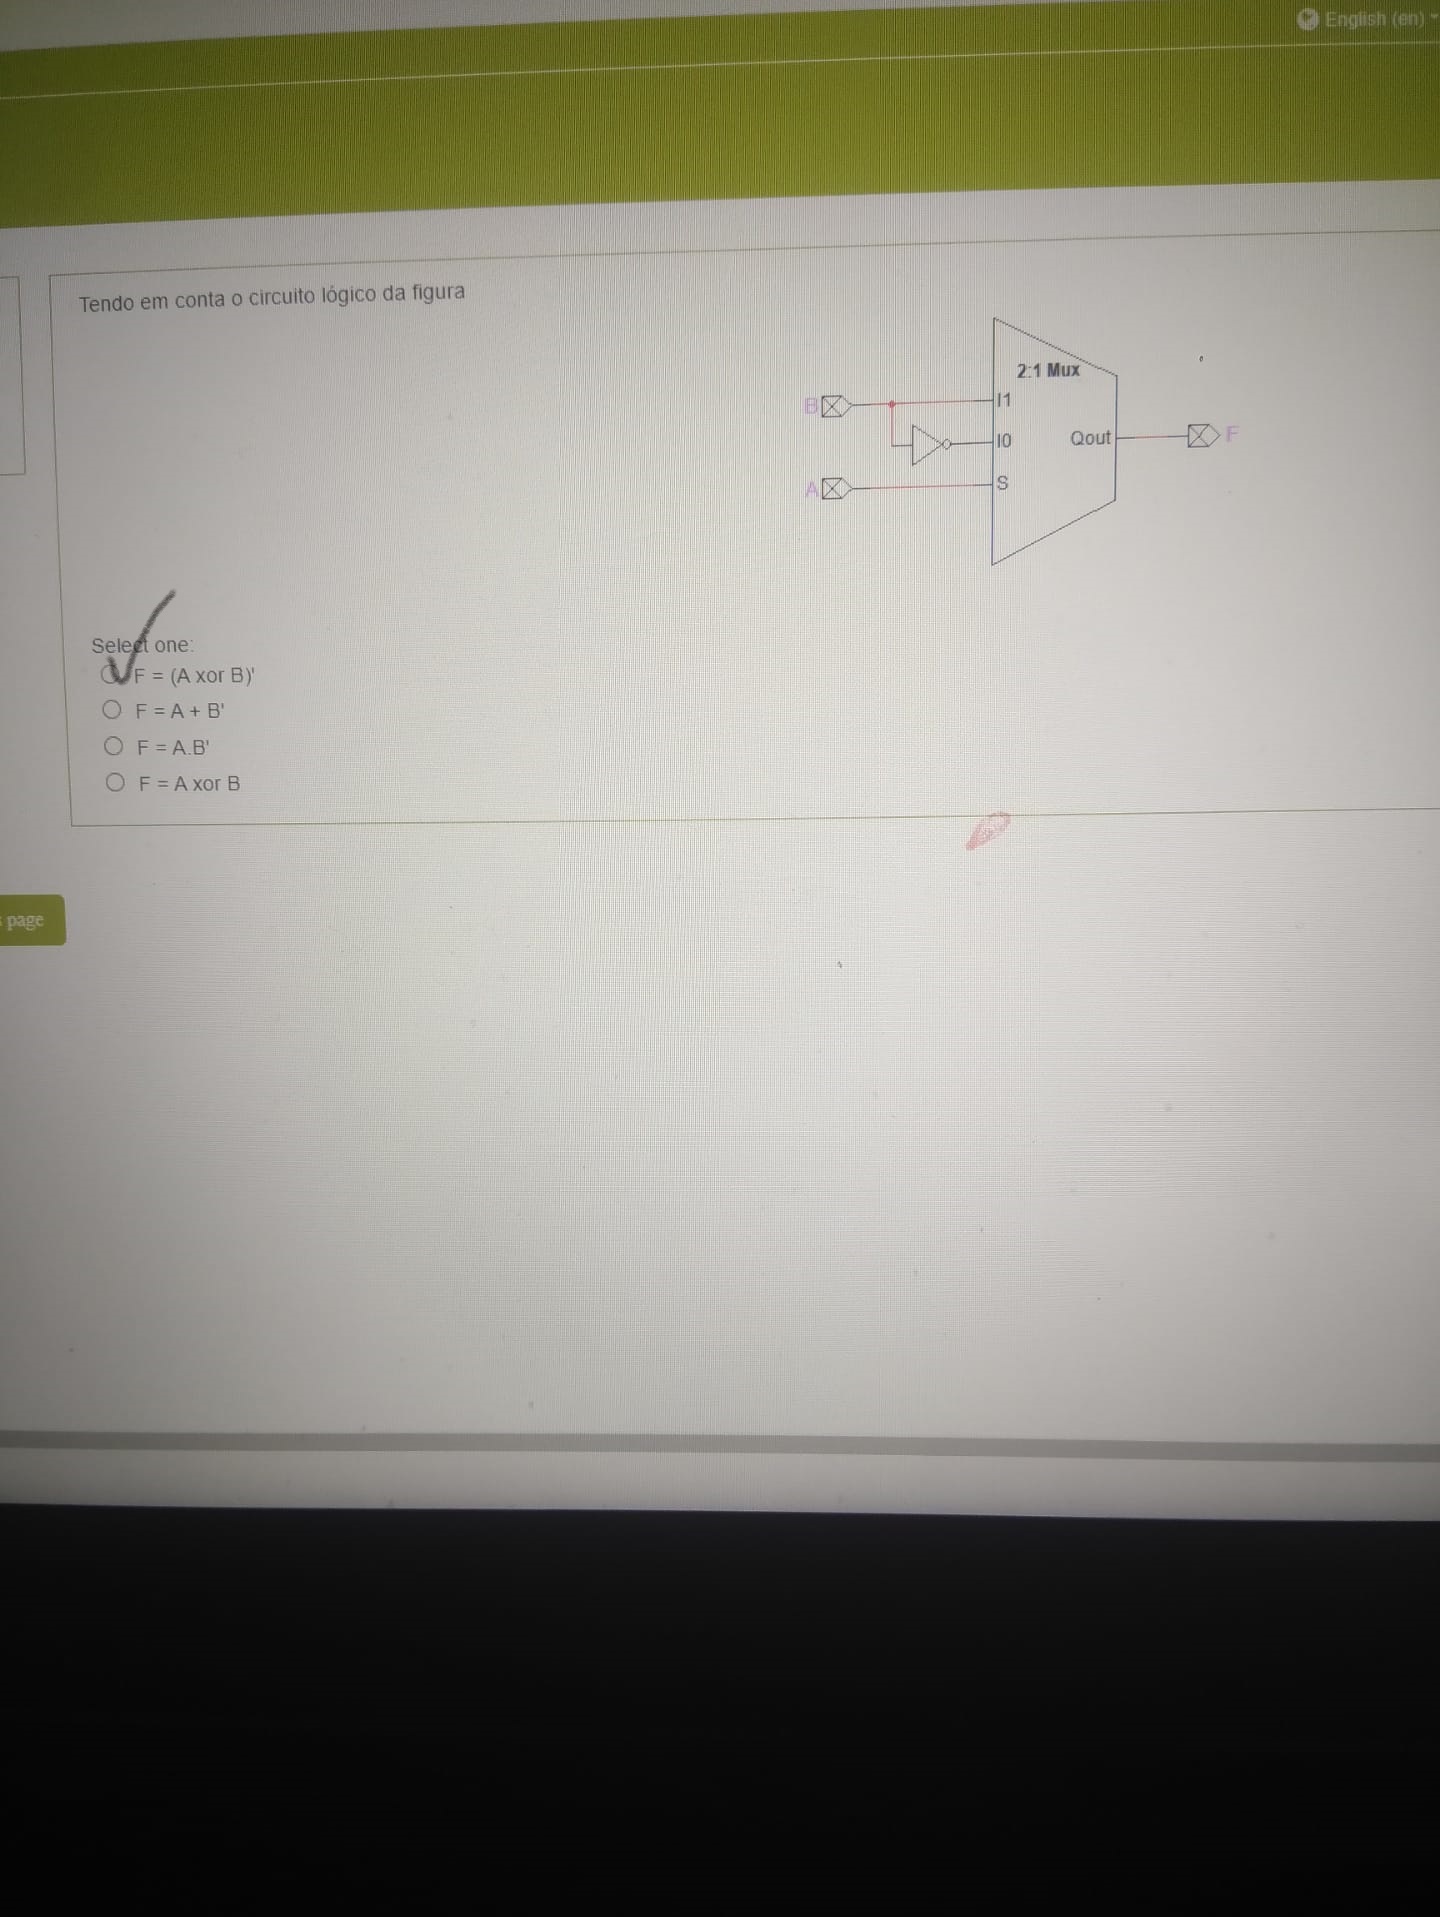 English (en)
Tendo em conta o circuito lógico da figura
2:1 Mux
B
I1
I0
Qout
F
A
S
Select one:
F = (A xor B)'
F = A + B'
F = A.B'
F = A xor B
page